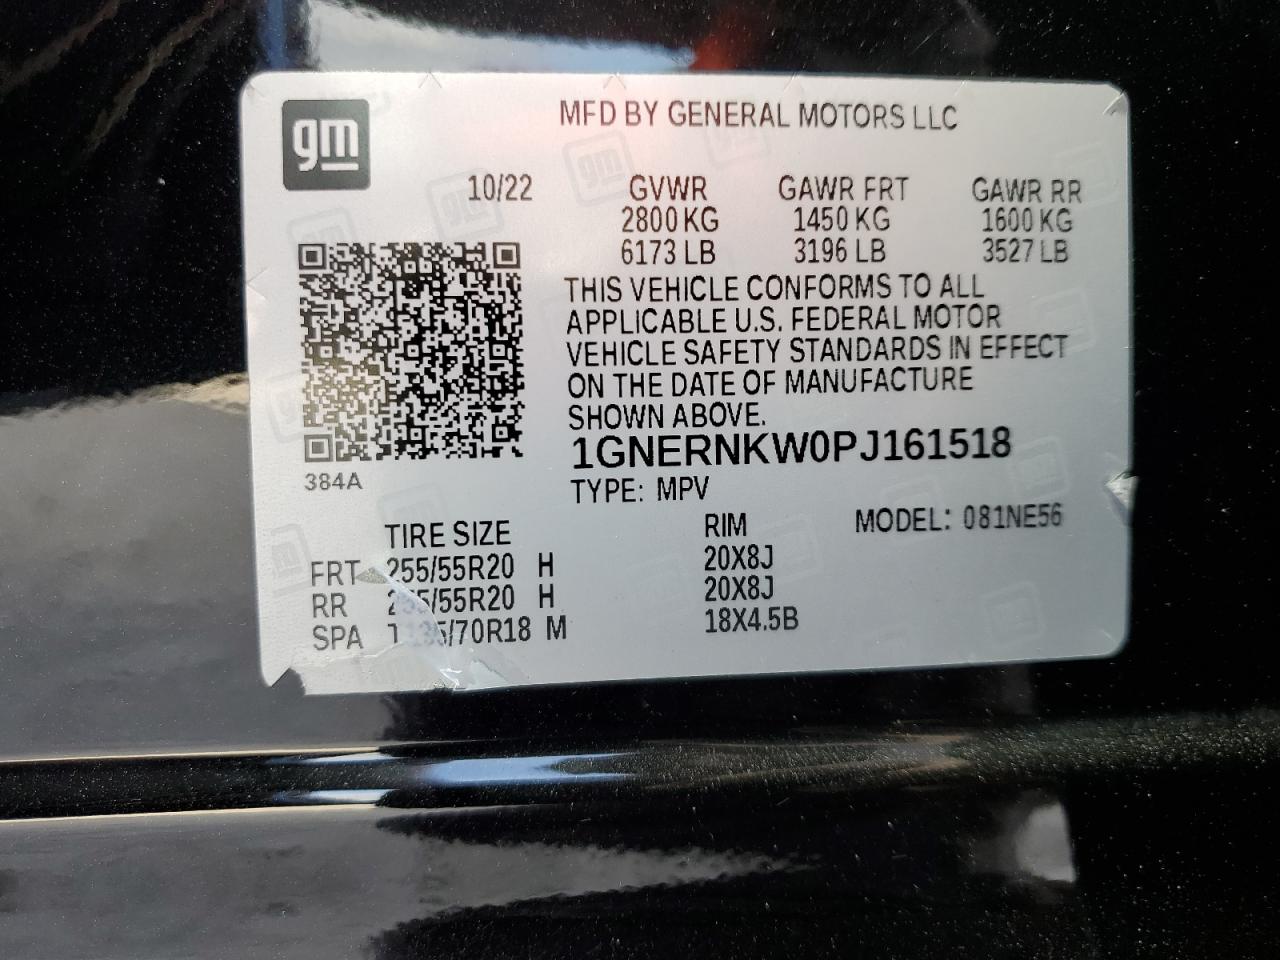 gm
MFD BY GENERAL MOTORS LLC
10/22 GVWR GAWR FRT GAWR RR
2800 KG 1450 KG 1600 KG
6173 LB 3196 LB 3527 LB
THIS VEHICLE CONFORMS TO ALL
APPLICABLE U.S. FEDERAL MOTOR
VEHICLE SAFETY STANDARDS IN EFFECT
ON THE DATE OF MANUFACTURE
SHOWN ABOVE.
1GNERNKW0PJ161518
384A
TYPE: MPV
TIRE SIZE RIM MODEL: 081NE56
FRT 255/55R20 H 20X8J
RR 255/55R20 H 20X8J
SPA /70R18 M 18X4.5B